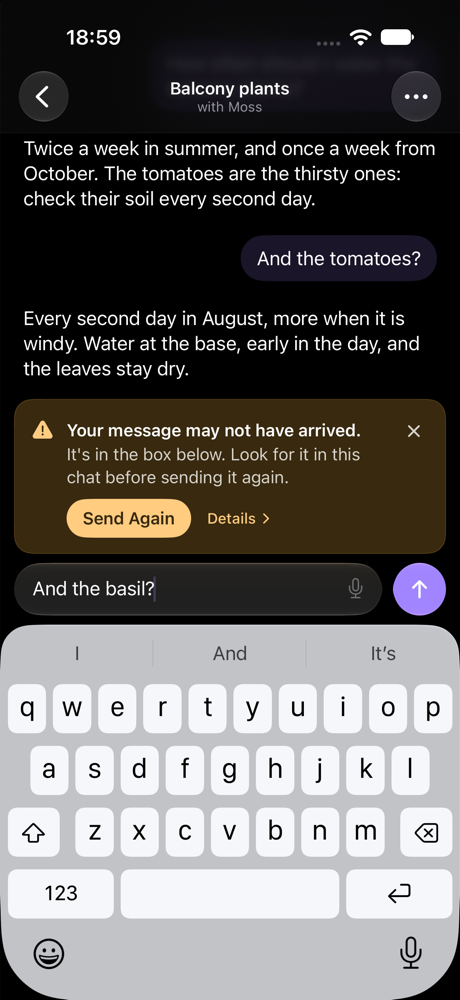 18:59
Balcony plants
with Moss
Twice a week in summer, and once a week from
October. The tomatoes are the thirsty ones:
check their soil every second day.
And the tomatoes?
Every second day in August, more when it is
windy. Water at the base, early in the day, and
the leaves stay dry.
Your message may not have arrived.
It's in the box below. Look for it in this
chat before sending it again.
Send Again
Details
And the basil?
I And It’s
q w e r t y u i o p
a s d f g h j k l
z x c v b n m
123